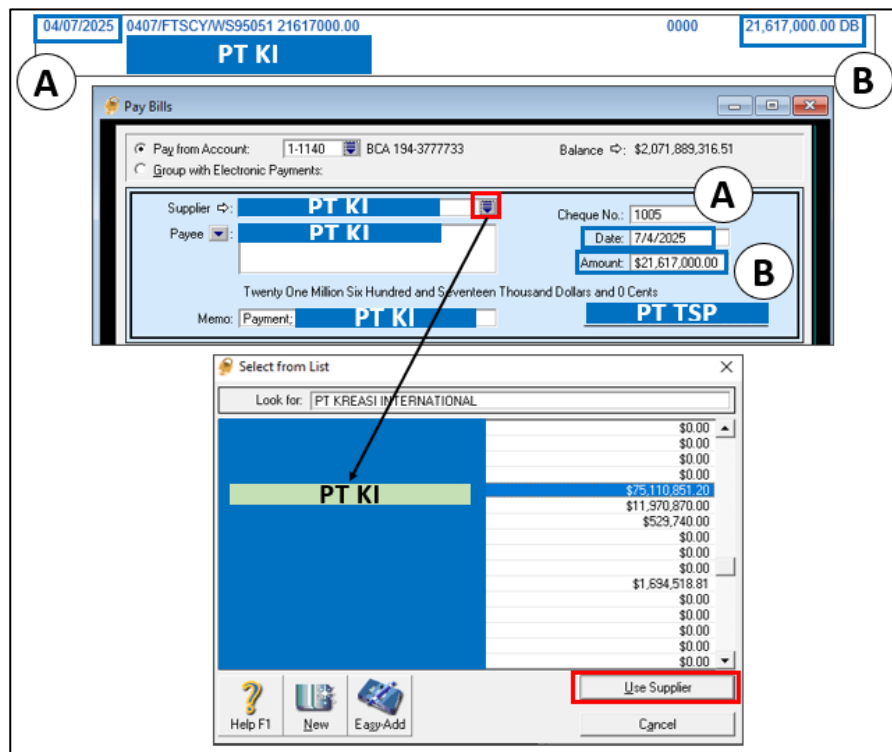 04/07/2025 0407/FTSCY/WS95051 21617000.00 0000 21,617,000.00 DB
PT KI
A
B
Pay Bills
Pay from Account: 1-1140 BCA 194-3777733 Balance ⇨: $2,071,889,316.51
Group with Electronic Payments:
A
Supplier ⇨: PT KI Cheque No.: 1005
Payee : PT KI Date: 7/4/2025
Amount: $21,617,000.00
B
Twenty One Million Six Hundred and Seventeen Thousand Dollars and 0 Cents
Memo: Payment; PT KI PT TSP
Select from List
Look for: PT KREASI INTERNATIONAL
$0.00
$0.00
$0.00
$0.00
PT KI $75,110,851.20
$11,970,870.00
$529,740.00
$0.00
$0.00
$0.00
$1,694,518.81
$0.00
$0.00
$0.00
$0.00
$0.00
Use Supplier
Help F1 New Easy-Add
Cancel